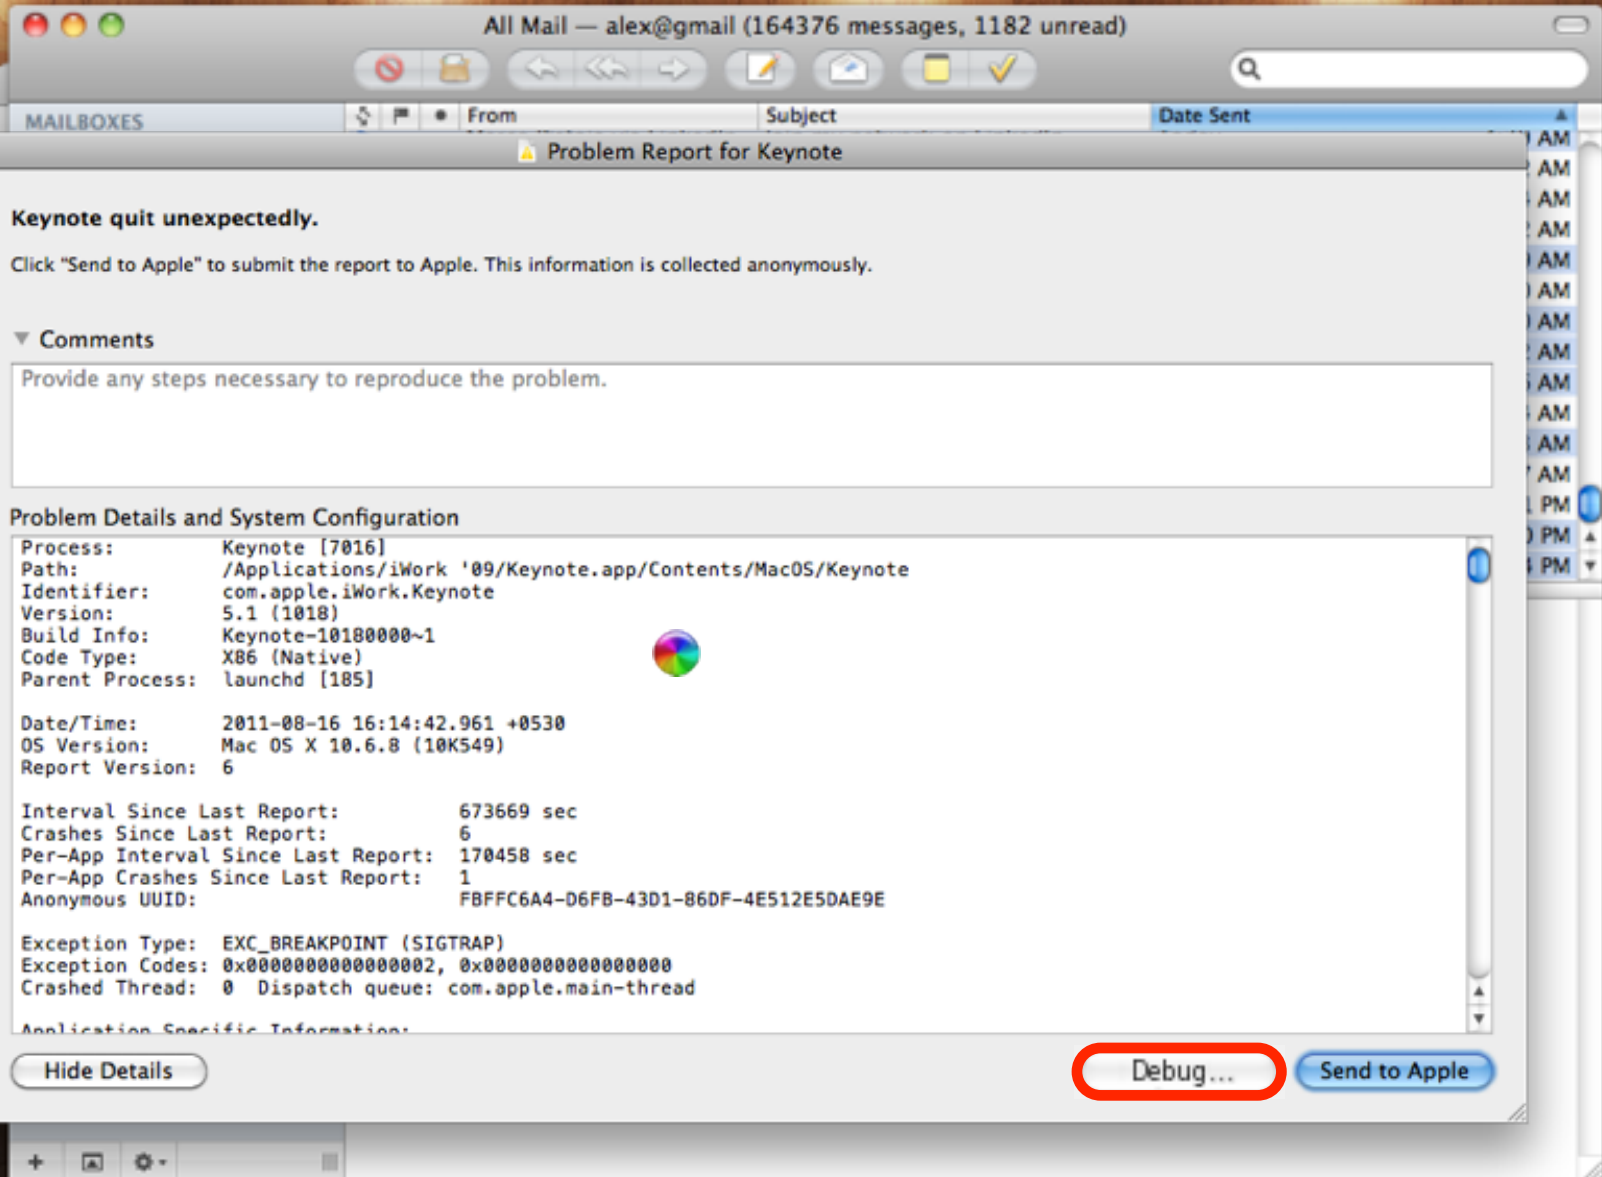 All Mail — alex@gmail (164376 messages, 1182 unread)
MAILBOXES
From Subject Date Sent
AM
Problem Report for Keynote
AM
AM
Keynote quit unexpectedly.
AM
Click “Send to Apple” to submit the report to Apple. This information is collected anonymously.
AM
AM
AM
Comments
AM
Provide any steps necessary to reproduce the problem.
AM
AM
AM
AM
PM
Problem Details and System Configuration
PM
PM
Process: Keynote [7016]
Path: /Applications/iWork '09/Keynote.app/Contents/MacOS/Keynote
Identifier: com.apple.iWork.Keynote
Version: 5.1 (1018)
Build Info: Keynote-10180000~1
Code Type: X86 (Native)
Parent Process: launchd [185]
Date/Time: 2011-08-16 16:14:42.961 +0530
OS Version: Mac OS X 10.6.8 (10K549)
Report Version: 6
Interval Since Last Report: 673669 sec
Crashes Since Last Report: 6
Per-App Interval Since Last Report: 170458 sec
Per-App Crashes Since Last Report: 1
Anonymous UUID: FBFFC6A4-D6FB-43D1-86DF-4E512E5DAE9E
Exception Type: EXC_BREAKPOINT (SIGTRAP)
Exception Codes: 0x0000000000000002, 0x0000000000000000
Crashed Thread: 0 Dispatch queue: com.apple.main-thread
Application Specific Information:
Hide Details Debug... Send to Apple